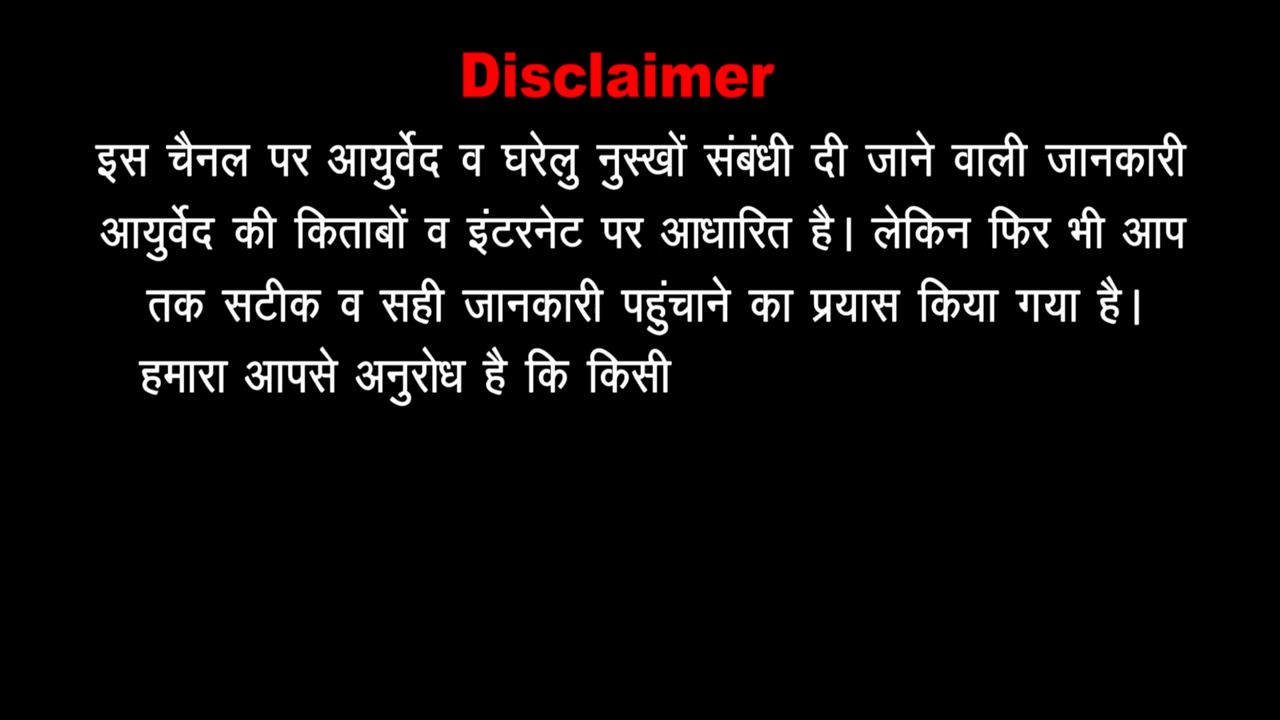 Disclaimer
इस चैनल पर आयुर्वेद व घरेलु नुस्खों संबंधी दी जाने वाली जानकारी
आयुर्वेद की किताबों व इंटरनेट पर आधारित है। लेकिन फिर भी आप
तक सटीक व सही जानकारी पहुंचाने का प्रयास किया गया है।
हमारा आपसे अनुरोध है कि किसी